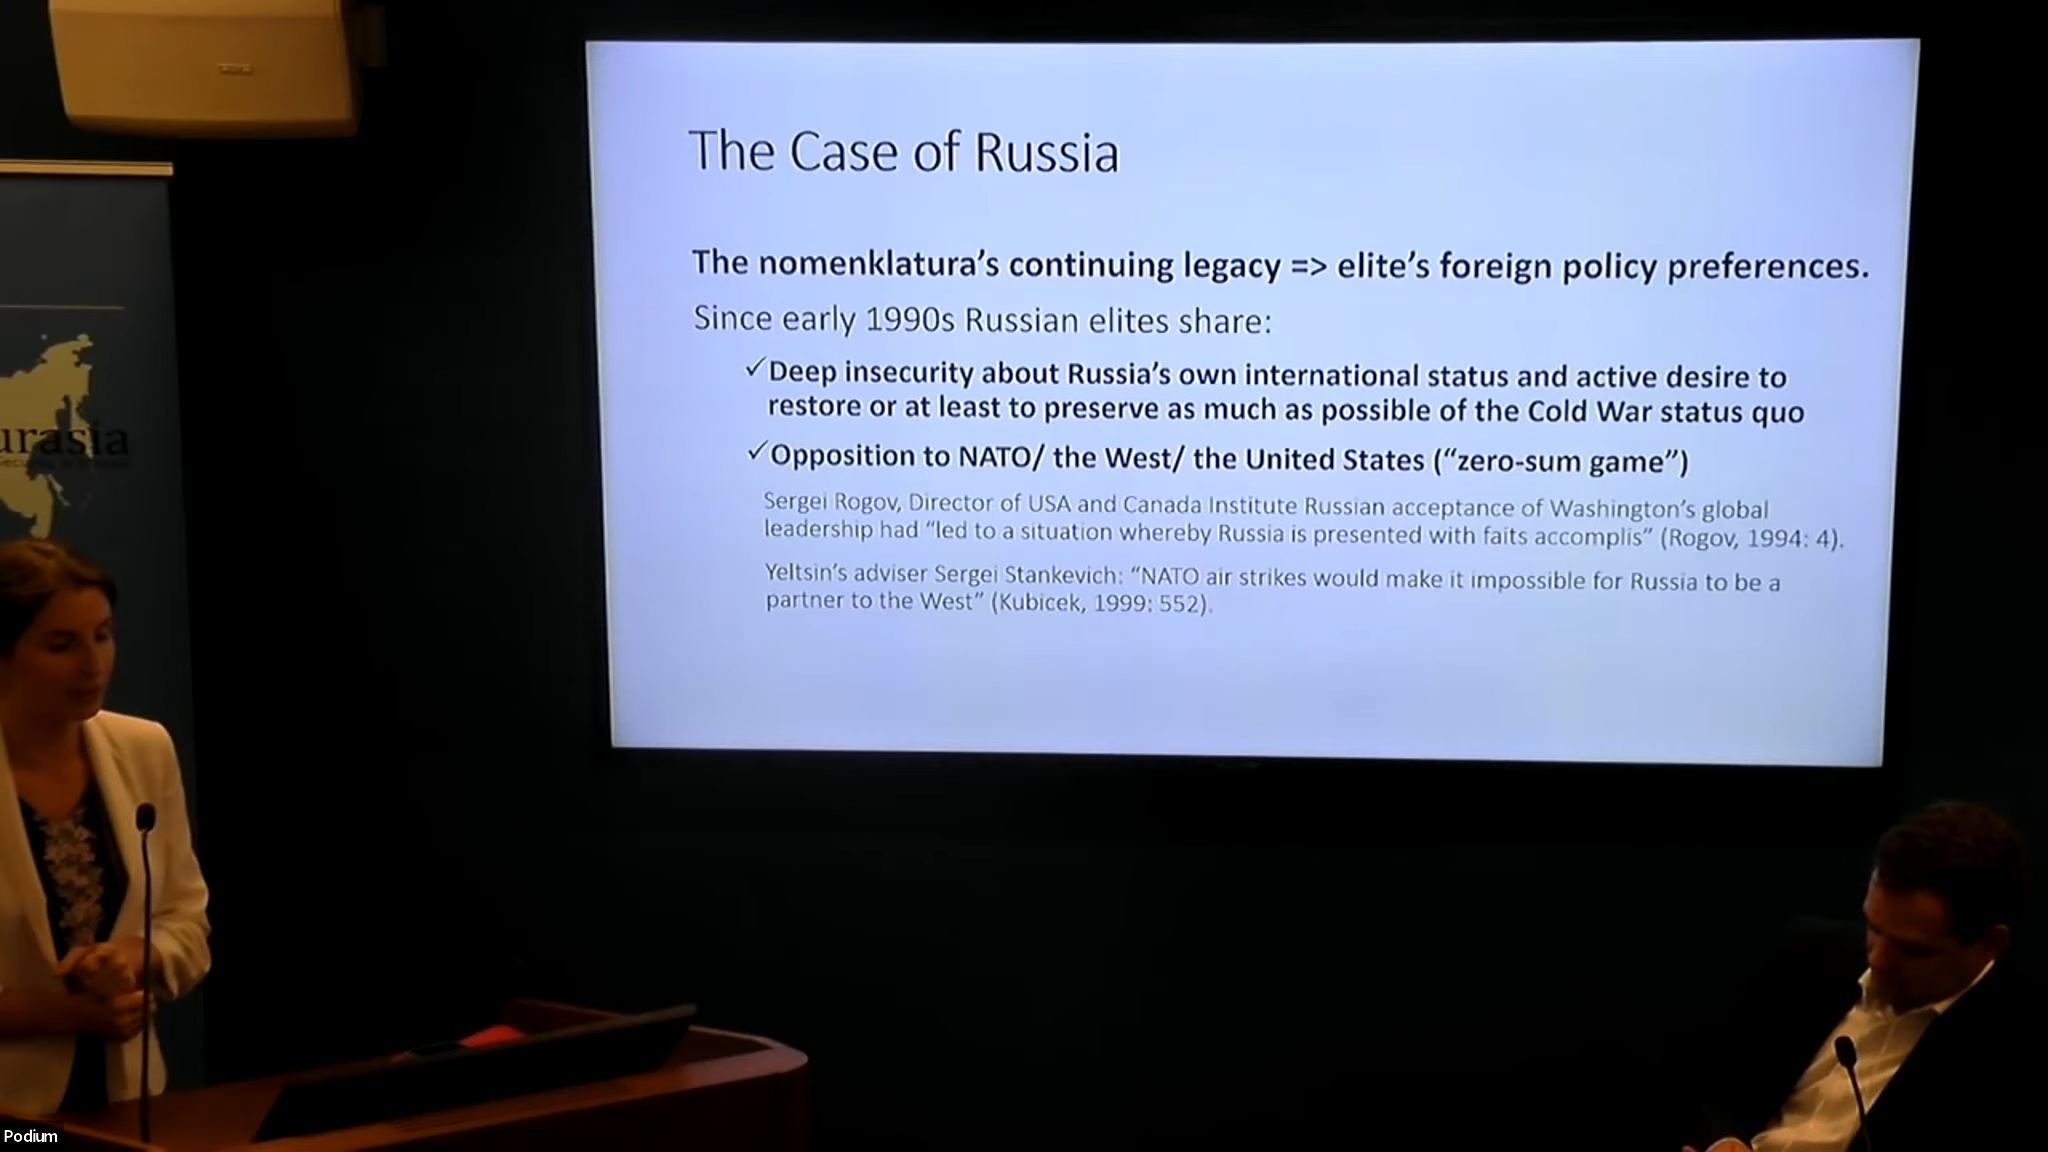 The Case of Russia
The nomenklatura’s continuing legacy => elite’s foreign policy preferences.
Since early 1990s Russian elites share:
✓Deep insecurity about Russia’s own international status and active desire to
restore or at least to preserve as much as possible of the Cold War status quo
✓Opposition to NATO/ the West/ the United States (“zero-sum game”)
Sergei Rogov, Director of USA and Canada Institute Russian acceptance of Washington’s global
leadership had “led to a situation whereby Russia is presented with faits accomplis” (Rogov, 1994: 4).
Yeltsin’s adviser Sergei Stankevich: “NATO air strikes would make it impossible for Russia to be a
partner to the West” (Kubicek, 1999: 552).
urasia
Podium